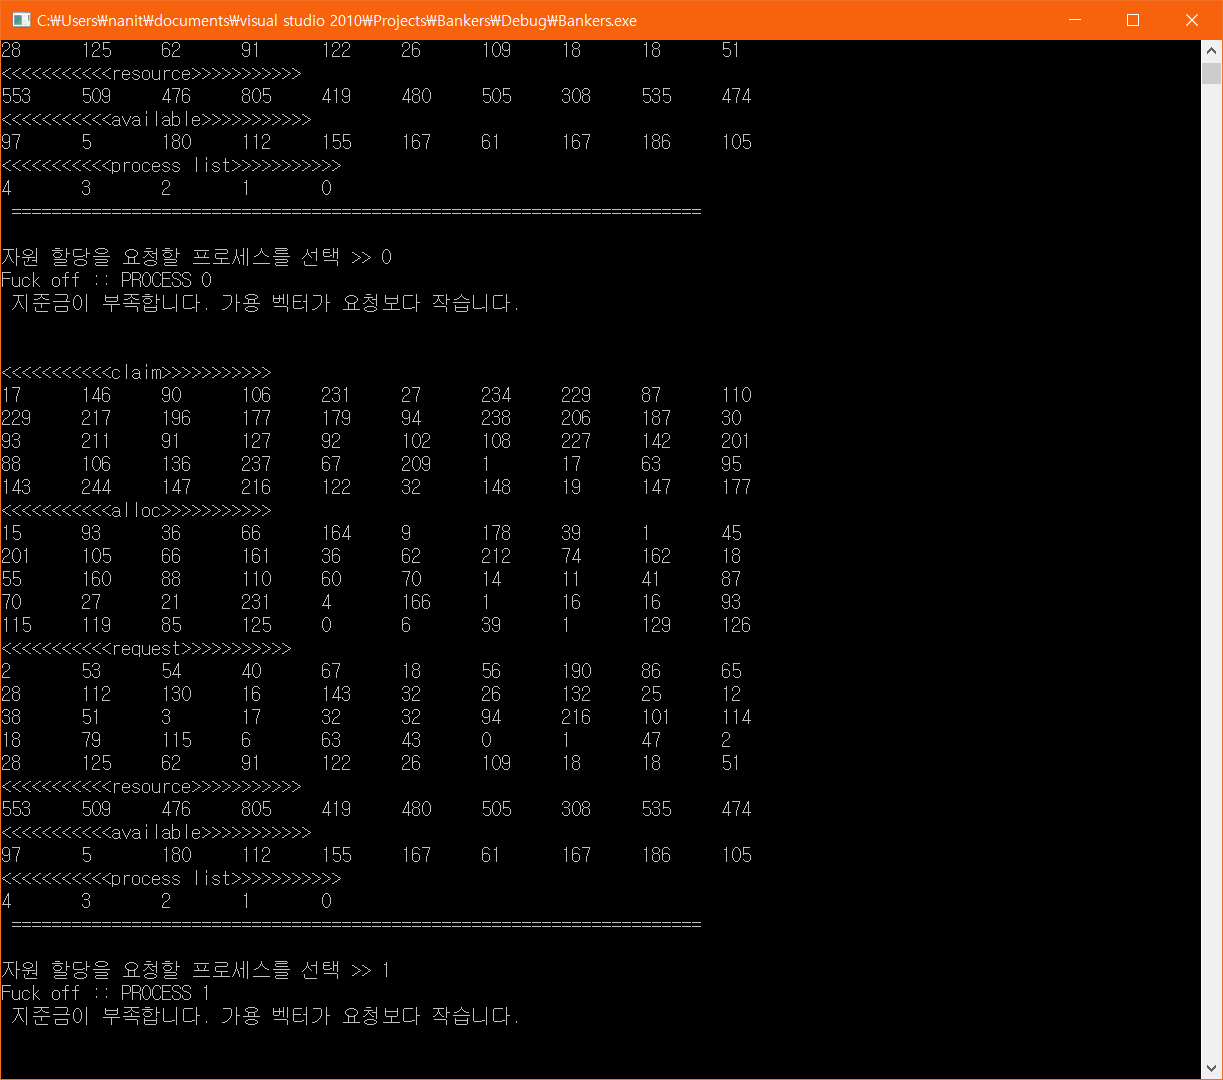 C:₩Users₩nanit₩documents₩visual studio 2010₩Projects₩Bankers₩Debug₩Bankers.exe
28 125 62 91 122 26 109 18 18 51
<<<<<<<<<<<resource>>>>>>>>>>>
553 509 476 805 419 480 505 308 535 474
<<<<<<<<<<<available>>>>>>>>>>>
97 5 180 112 155 167 61 167 186 105
<<<<<<<<<<<process list>>>>>>>>>>>
4 3 2 1 0
=====================================================================
자원 할당을 요청할 프로세스를 선택 >> 0
Fuck off :: PROCESS 0
지준금이 부족합니다. 가용 벡터가 요청보다 작습니다.
<<<<<<<<<<<claim>>>>>>>>>>>
17 146 90 106 231 27 234 229 87 110
229 217 196 177 179 94 238 206 187 30
93 211 91 127 92 102 108 227 142 201
88 106 136 237 67 209 1 17 63 95
143 244 147 216 122 32 148 19 147 177
<<<<<<<<<<<alloc>>>>>>>>>>>
15 93 36 66 164 9 178 39 1 45
201 105 66 161 36 62 212 74 162 18
55 160 88 110 60 70 14 11 41 87
70 27 21 231 4 166 1 16 16 93
115 119 85 125 0 6 39 1 129 126
<<<<<<<<<<<request>>>>>>>>>>>
2 53 54 40 67 18 56 190 86 65
28 112 130 16 143 32 26 132 25 12
38 51 3 17 32 32 94 216 101 114
18 79 115 6 63 43 0 1 47 2
28 125 62 91 122 26 109 18 18 51
<<<<<<<<<<<resource>>>>>>>>>>>
553 509 476 805 419 480 505 308 535 474
<<<<<<<<<<<available>>>>>>>>>>>
97 5 180 112 155 167 61 167 186 105
<<<<<<<<<<<process list>>>>>>>>>>>
4 3 2 1 0
=====================================================================
자원 할당을 요청할 프로세스를 선택 >> 1
Fuck off :: PROCESS 1
지준금이 부족합니다. 가용 벡터가 요청보다 작습니다.